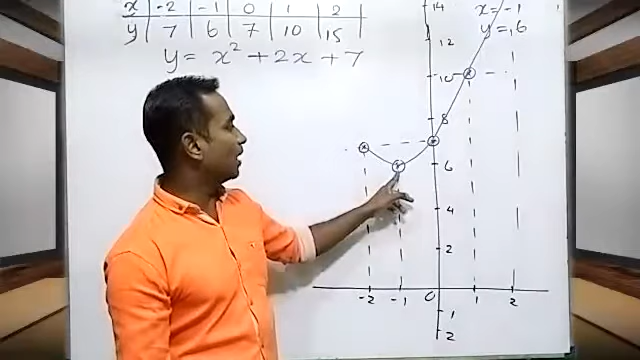 x -2 -1 0 1 2
y 7 6 7 10 15
y = x² + 2x + 7
x = -1
y = 6
14
12
10
8
6
4
2
-2 -1 0 1 2
1
2